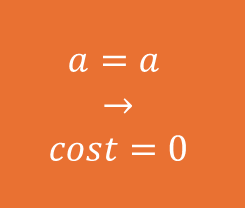 a = a
→
cost = 0